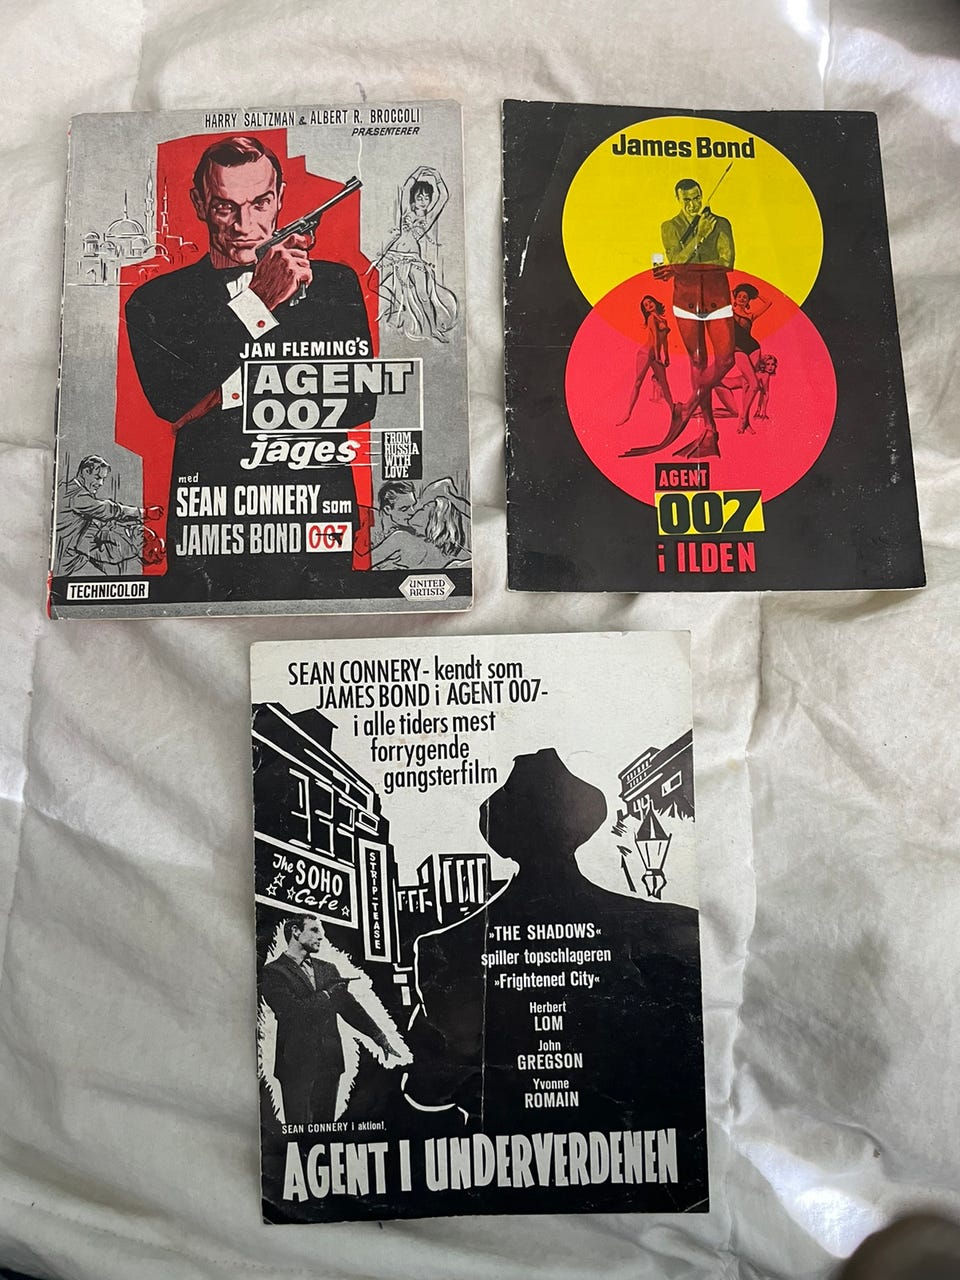 HARRY SALTZMAN & ALBERT R. BROCCOLI
PRÆSENTERER
JAN FLEMING'S
AGENT
007
jages
FROM
RUSSIA
WITH
LOVE
med
SEAN CONNERY som
JAMES BOND 007
TECHNICOLOR
UNITED
ARTISTS
James Bond
AGENT
007
i ILDEN
SEAN CONNERY - kendt som
JAMES BOND i AGENT 007-
i alle tiders mest
forrygende
gangsterfilm
The SOHO
Cafe
STRIP-TEASE
»THE SHADOWS«
spiller topschlageren
»Frightened City«
Herbert
LOM
John
GREGSON
Yvonne
ROMAIN
SEAN CONNERY i aktion!
AGENT I UNDERVERDENEN